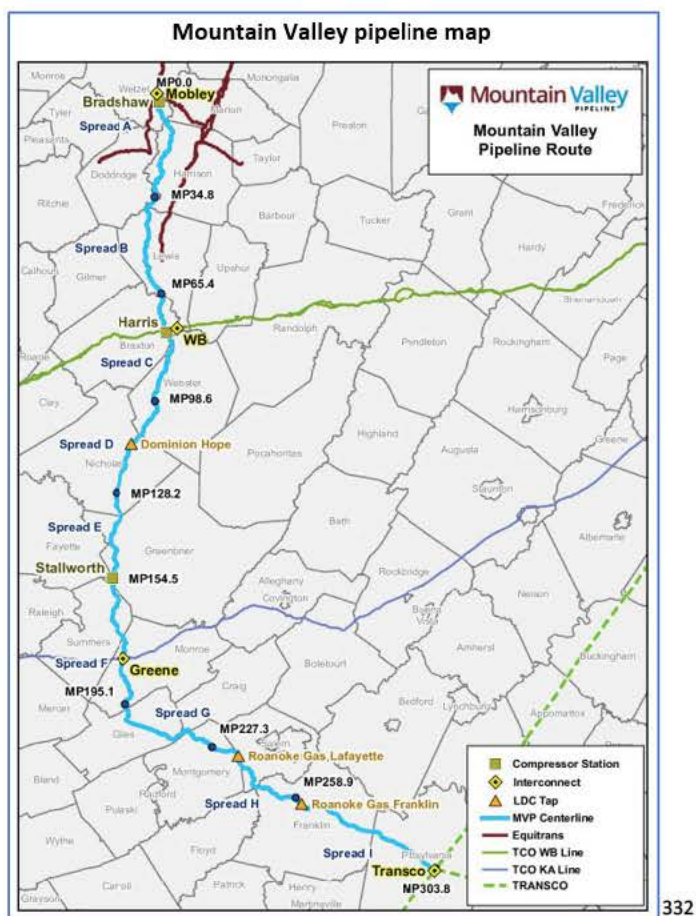 Mountain Valley pipeline map
Mountain Valley
PIPELINE
Mountain Valley
Pipeline Route
Monroe
Wetzel
MP0.0
Mobley
Monongalia
Bradshaw
Marion
Tyler
Preston
Pleasants
Spread A
Taylor
Doddridge
Harrison
MP34.8
Ritchie
Barbour
Tucker
Grant
Frederick
Spread B
Lewis
Hardy
Calhoun
Gilmer
Upshur
MP65.4
Shenandoah
Harris
WB
Randolph
Roane
Braxton
Pendleton
Rockingham
Page
Spread C
Webster
Clay
MP98.6
Harrisonburg
Greene
Spread D
Dominion Hope
Highland
Nicholas
Pocahontas
Augusta
Staunton
MP128.2
Spread E
Bath
Albemarle
Fayette
Greenbrier
Rockbridge
Stallworth
MP154.5
Alleghany
Covington
Nelson
Raleigh
Buena
Vista
Summers
Monroe
Amherst
Buckingham
Spread F
Greene
Botetourt
Craig
MP195.1
Mercer
Bedford
Lynchburg
Appomattox
Spread G
Giles
MP227.3
Salem
Roanoke Gas Lafayette
Bland
Montgomery
MP258.9
Radford
Pulaski
Spread H
Roanoke Gas Franklin
Franklin
Wythe
Floyd
Spread I
Pittsylvania
Transco
MP303.8
Carroll
Patrick
Henry
Grayson
Martinsville
Compressor Station
Interconnect
LDC Tap
MVP Centerline
Equitrans
TCO WB Line
TCO KA Line
TRANSCO
332